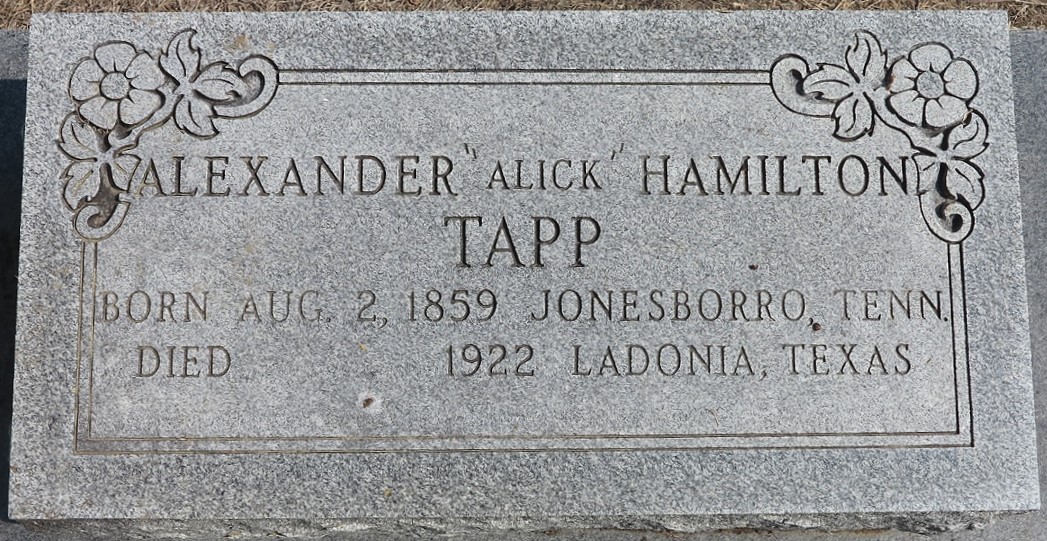 ALEXANDER "ALICK" HAMILTON
TAPP
BORN AUG. 2, 1859 JONESBORRO, TENN.
DIED 1922 LADONIA, TEXAS